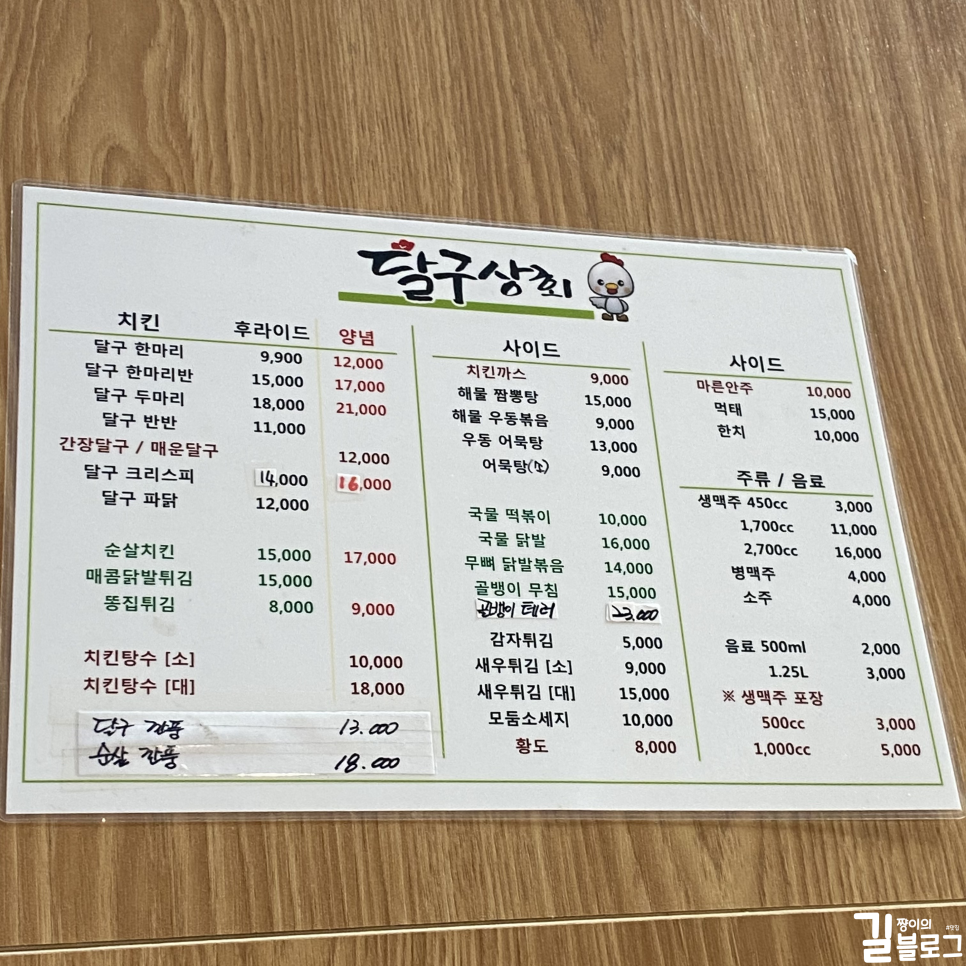 달구상회
치킨 후라이드 양념
달구 한마리 9,900 12,000
달구 한마리반 15,000 17,000
달구 두마리 18,000 21,000
달구 반반 11,000
간장달구 / 매운달구 12,000
달구 크리스피 14,000 16,000
달구 파닭 12,000
순살치킨 15,000 17,000
매콤닭발튀김 15,000
똥집튀김 8,000 9,000
치킨탕수 [소] 10,000
치킨탕수 [대] 18,000
달구 깐풍 13.000
순살 깐풍 18.000
사이드
치킨까스 9,000
해물 짬뽕탕 15,000
해물 우동볶음 9,000
우동 어묵탕 13,000
어묵탕(소) 9,000
국물 떡볶이 10,000
국물 닭발 16,000
무뼈 닭발볶음 14,000
골뱅이 무침 15,000
골뱅이 테러 23,000
감자튀김 5,000
새우튀김 [소] 9,000
새우튀김 [대] 15,000
모둠소세지 10,000
황도 8,000
사이드
마른안주 10,000
먹태 15,000
한치 10,000
주류 / 음료
생맥주 450cc 3,000
1,700cc 11,000
2,700cc 16,000
병맥주 4,000
소주 4,000
음료 500ml 2,000
1.25L 3,000
※ 생맥주 포장
500cc 3,000
1,000cc 5,000
길쨩이의
블로그